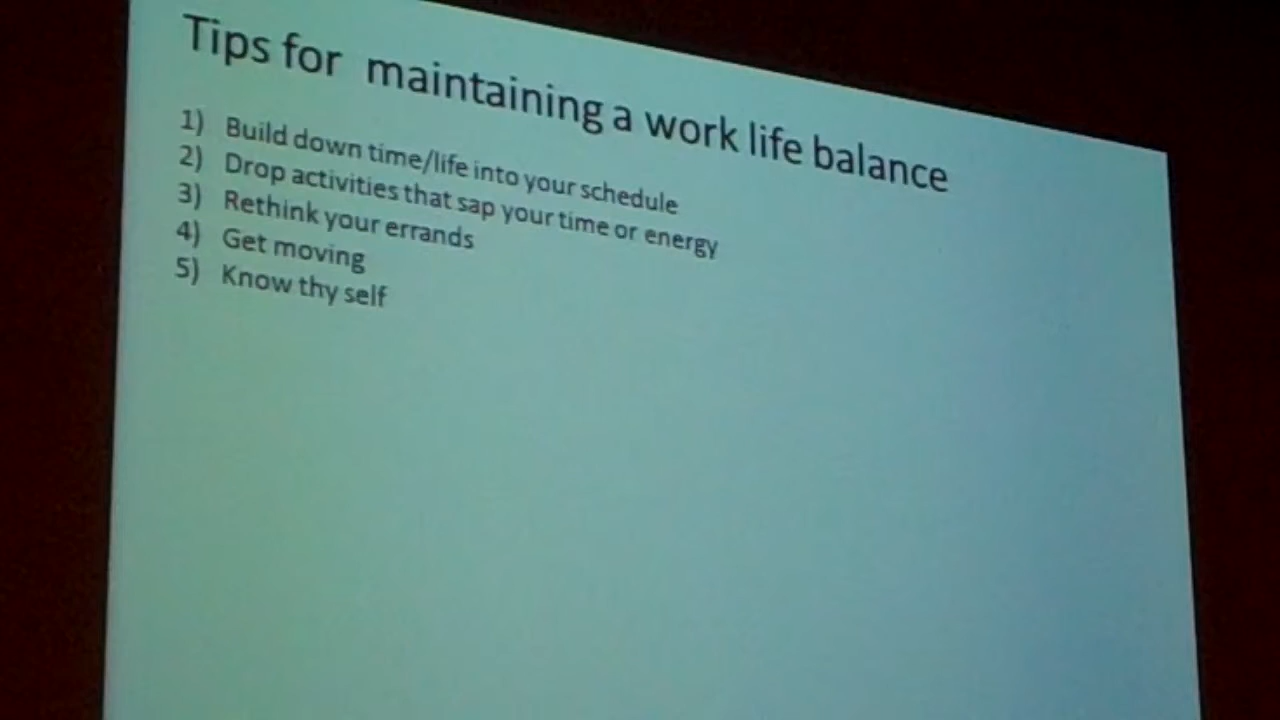 Tips for maintaining a work life balance
1) Build down time/life into your schedule
2) Drop activities that sap your time or energy
3) Rethink your errands
4) Get moving
5) Know thy self